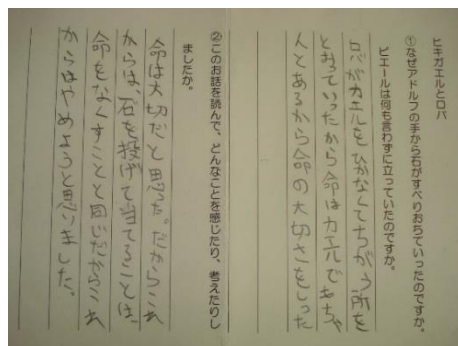 ヒキガエルとロバ
①なぜアドルフの手から石がすべりおちていったのですか。
ピエールは何も言わずに立っていたのですか。
ロバがカエルをひかなくてちがう所を
とおっていったから命はカエルでもちゃ
んとあるから命の大切さをしった
②このお話を読んで、どんなことを感じたり、考えたりし
ましたか。
命は大切だと思った。だからこれ
からは、石を投げて当てることは、
命をなくすことと同じだからこれ
からはやめようと思いました。